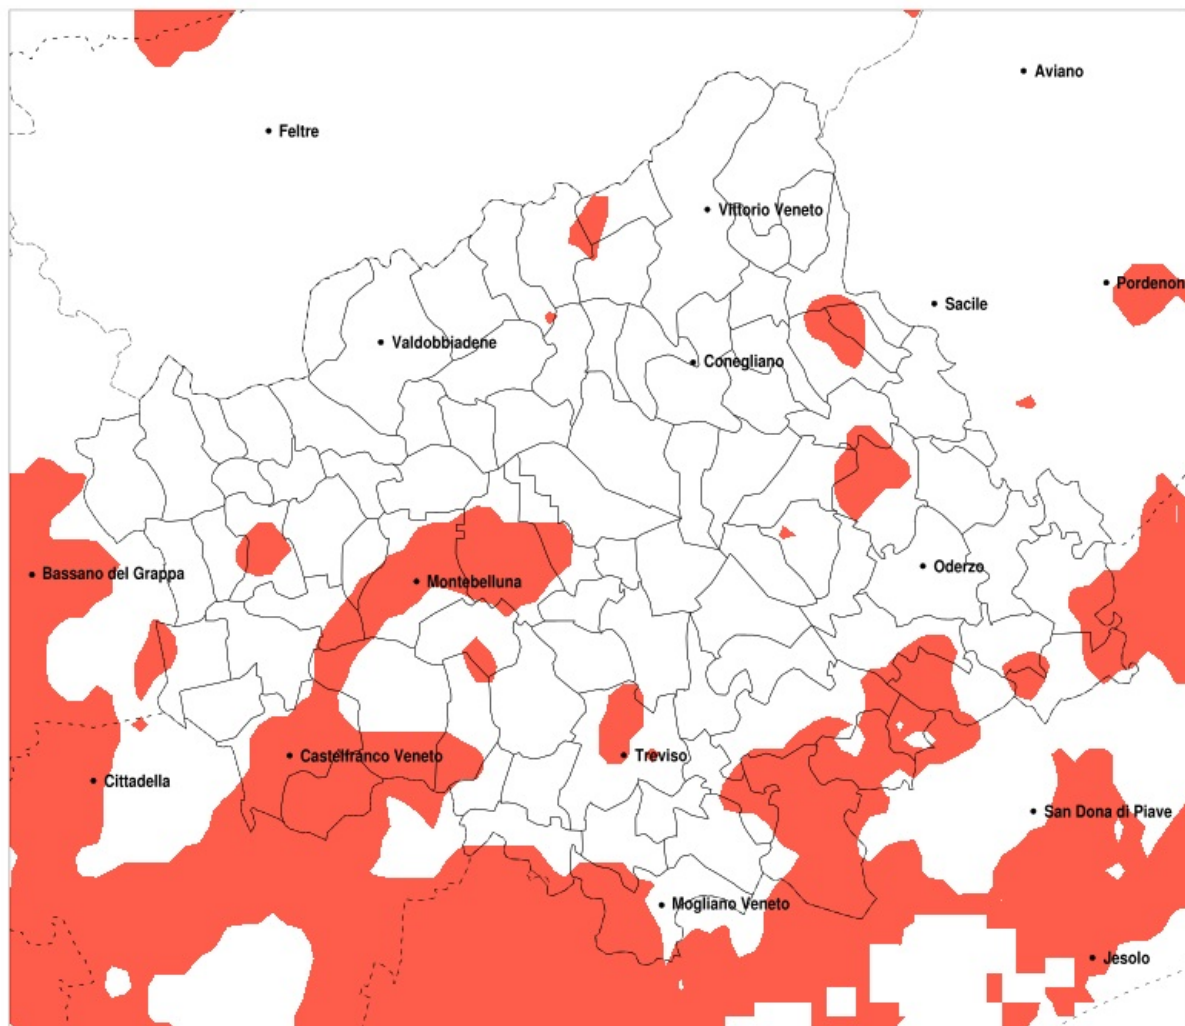 Aviano
Feltre
Vittorio Veneto
Pordenon
Sacile
Valdobbiadene
Conegliano
Oderzo
Bassano del Grappa
Montebelluna
Castelfranco Veneto
Treviso
Cittadella
San Dona di Piave
Mogliano Veneto
Jesolo